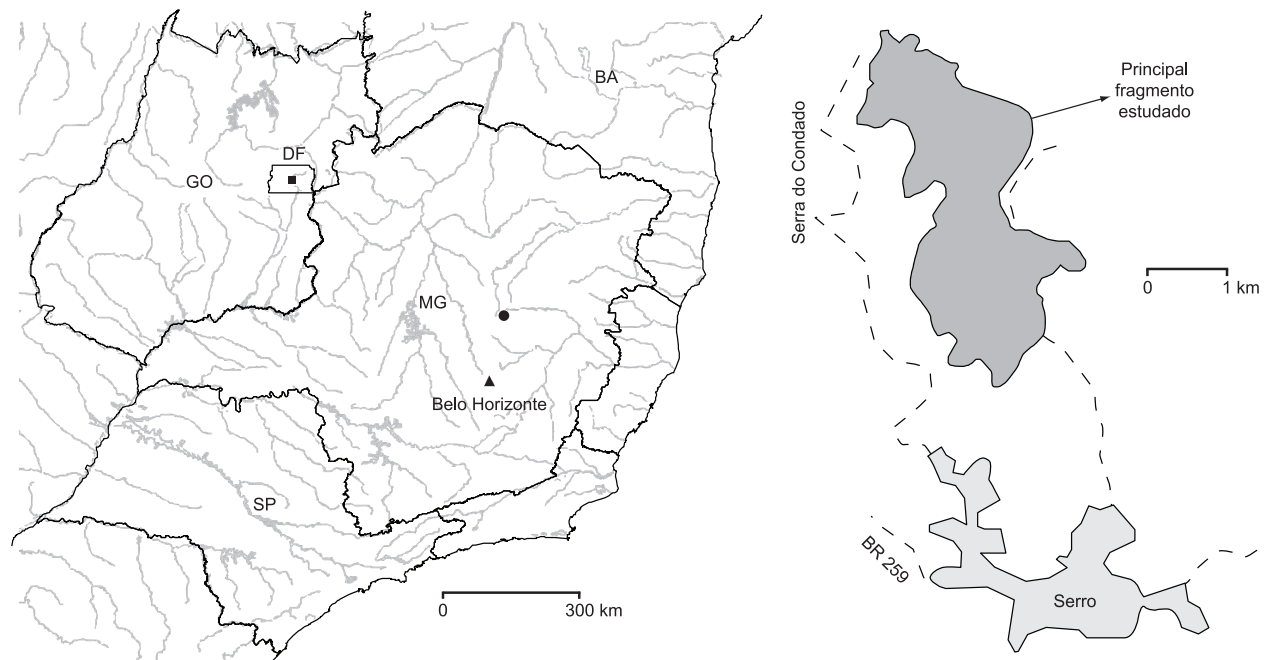 BA
DF
GO
MG
Belo Horizonte
SP
0 300 km
Principal
fragmento
estudado
Serra do Condado
0 1 km
BR 259
Serro